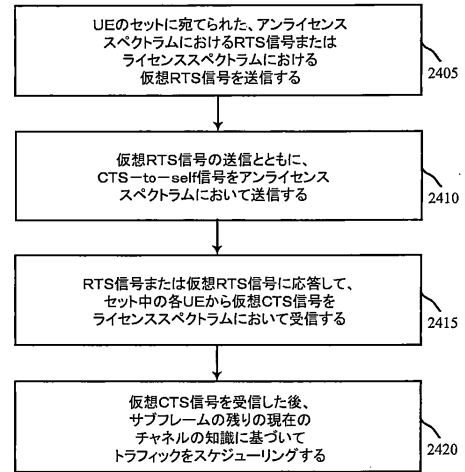 UEのセットに宛てられた、アンライセンス
スペクトラムにおけるRTS信号または
ライセンススペクトラムにおける
仮想RTS信号を送信する
2405
仮想RTS信号の送信とともに、
CTS-to-self信号をアンライセンス
スペクトラムにおいて送信する
2410
RTS信号または仮想RTS信号に応答して、
セット中の各UEから仮想CTS信号を
ライセンススペクトラムにおいて受信する
2415
仮想CTS信号を受信した後、
サブフレームの残りの現在の
チャネルの知識に基づいて
トラフィックをスケジューリングする
2420